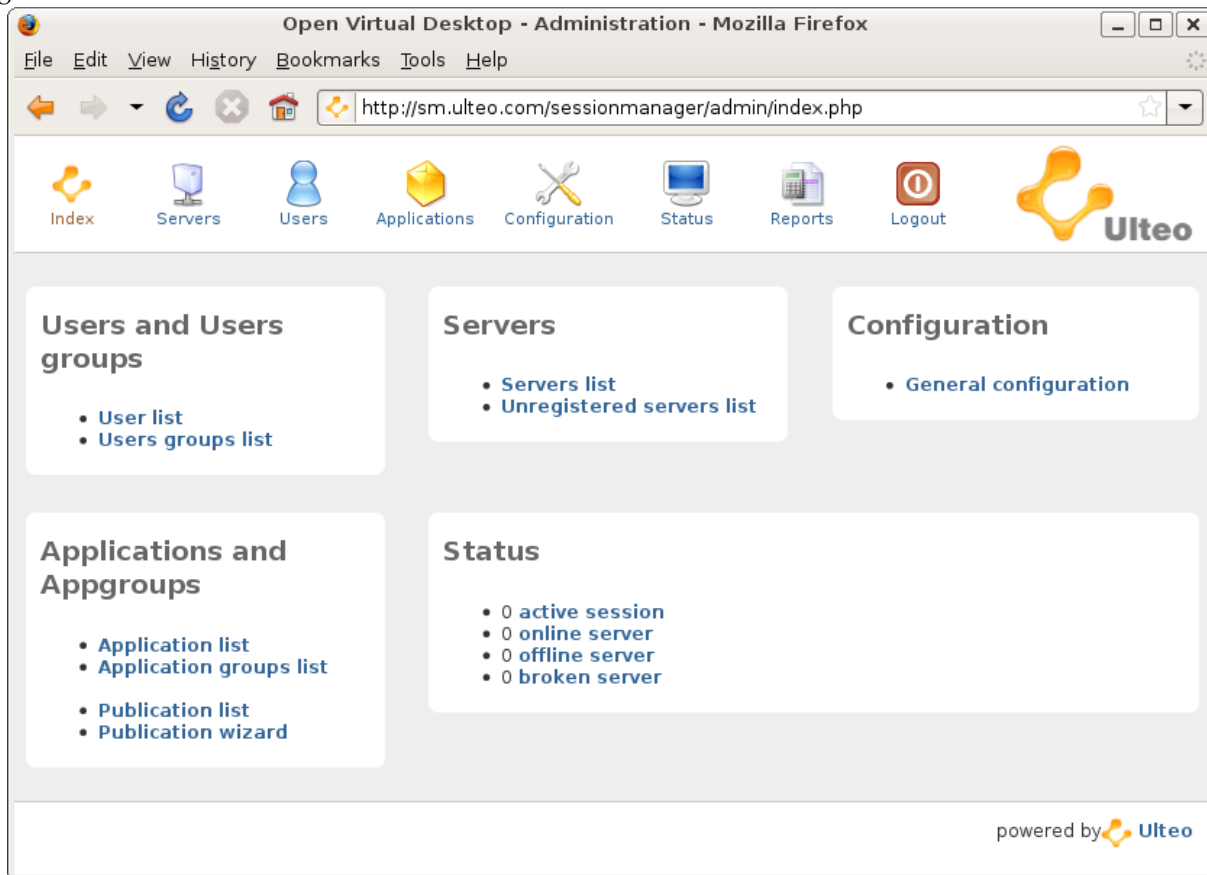 Open Virtual Desktop - Administration - Mozilla Firefox
File Edit View History Bookmarks Tools Help
http://sm.ulteo.com/sessionmanager/admin/index.php
Index Servers Users Applications Configuration Status Reports Logout
Ulteo
Users and Users
groups
• User list
• Users groups list
Servers
• Servers list
• Unregistered servers list
Configuration
• General configuration
Applications and
Appgroups
• Application list
• Application groups list
• Publication list
• Publication wizard
Status
• 0 active session
• 0 online server
• 0 offline server
• 0 broken server
powered by Ulteo